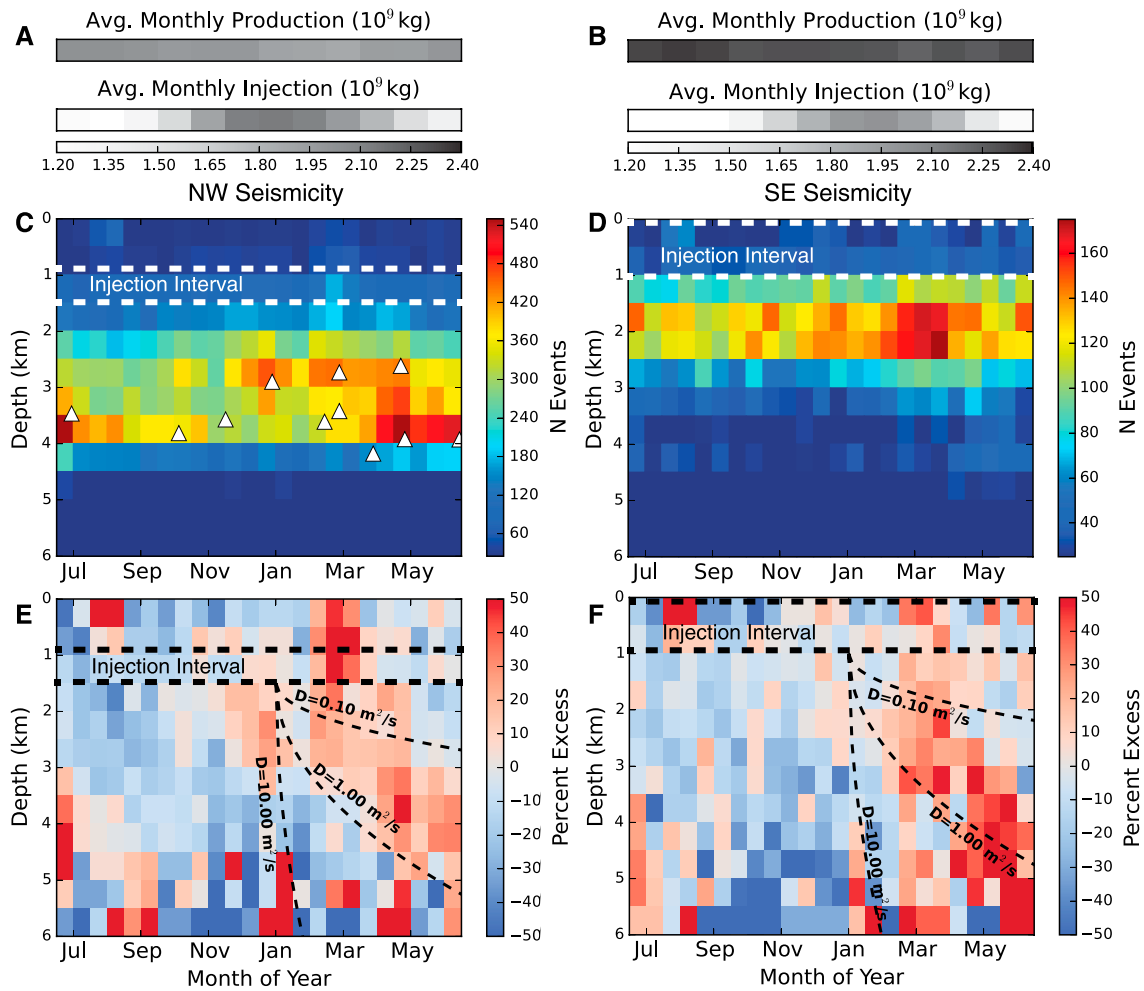 A
Avg. Monthly Production (10⁹ kg)
Avg. Monthly Injection (10⁹ kg)
1.20 1.35 1.50 1.65 1.80 1.95 2.10 2.40
B
Avg. Monthly Production (10⁹ kg)
Avg. Monthly Injection (10⁹ kg)
1.20 1.35 1.50 1.65 1.80 1.95 2.10 2.40
C
NW Seismicity
Injection Interval
Depth (km)
0
1
2
3
4
5
6
Jul Sep Nov Jan Mar May
540
480
420
360
300
240
180
120
60
N Events
D
SE Seismicity
Injection Interval
Depth (km)
0
1
2
3
4
5
6
Jul Sep Nov Jan Mar May
160
140
120
100
80
60
40
N Events
E
Injection Interval
D=0.10 m²/s
D=1.00 m²/s
D=10.00 m²/s
Depth (km)
0
1
2
3
4
5
6
Jul Sep Nov Jan Mar May
Month of Year
50
40
30
20
10
0
−10
−20
−30
−40
−50
Percent Excess
F
Injection Interval
D=0.10 m²/s
D=1.00 m²/s
D=10.00 m²/s
Depth (km)
0
1
2
3
4
5
6
Jul Sep Nov Jan Mar May
Month of Year
50
40
30
20
10
0
−10
−20
−30
−40
−50
Percent Excess